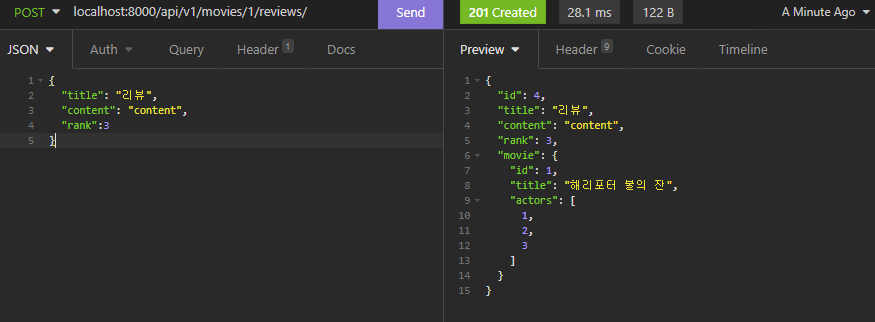 POST localhost:8000/api/v1/movies/1/reviews/ Send 201 Created 28.1 ms 122 B A Minute Ago
JSON Auth Query Header 1 Docs Preview Header 9 Cookie Timeline
1 {
2 "title": "리뷰",
3 "content": "content",
4 "rank":3
5 }
1 {
2 "id": 4,
3 "title": "리뷰",
4 "content": "content",
5 "rank": 3,
6 "movie": {
7 "id": 1,
8 "title": "해리포터 불의 잔",
9 "actors": [
10 1,
11 2,
12 3
13 ]
14 }
15 }